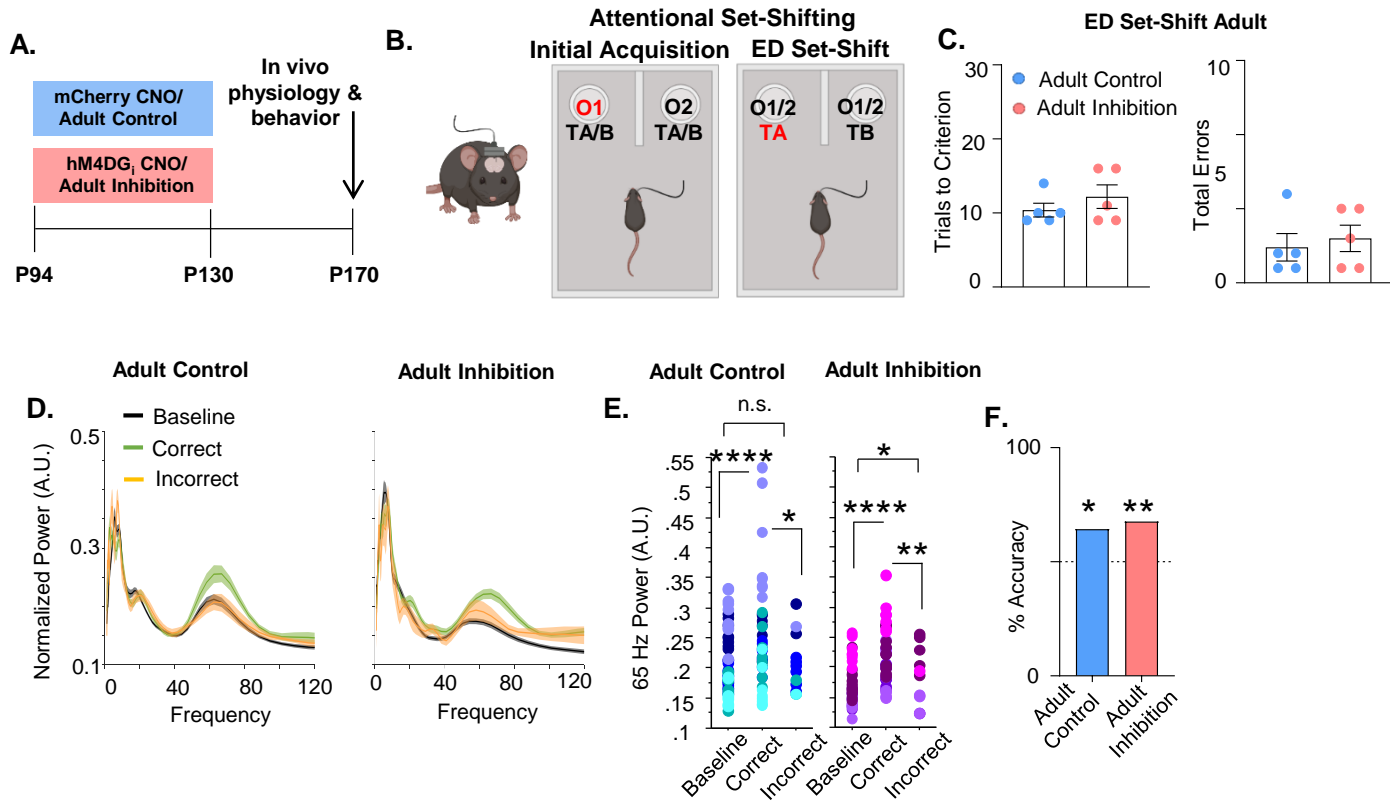 A.
mCherry CNO/
Adult Control
hM4DGi CNO/
Adult Inhibition
In vivo
physiology &
behavior
P94
P130
P170
B.
Attentional Set-Shifting
Initial Acquisition
ED Set-Shift
O1
TA/B
O2
TA/B
O1/2
TA
O1/2
TB
C.
ED Set-Shift Adult
Adult Control
Adult Inhibition
Trials to Criterion
30
20
10
0
Total Errors
10
5
0
D.
Adult Control
Adult Inhibition
Baseline
Correct
Incorrect
Normalized Power (A.U.)
0.5
0.3
0.1
0
40
80
120
Frequency
0
40
80
120
Frequency
E.
Adult Control
Adult Inhibition
n.s.
****
*
*
****
**
65 Hz Power (A.U.)
.55
.5
.45
.4
.35
.3
.25
.2
.15
.1
Baseline
Correct
Incorrect
Baseline
Correct
Incorrect
F.
% Accuracy
100
0
*
**
Adult
Control
Adult
Inhibition